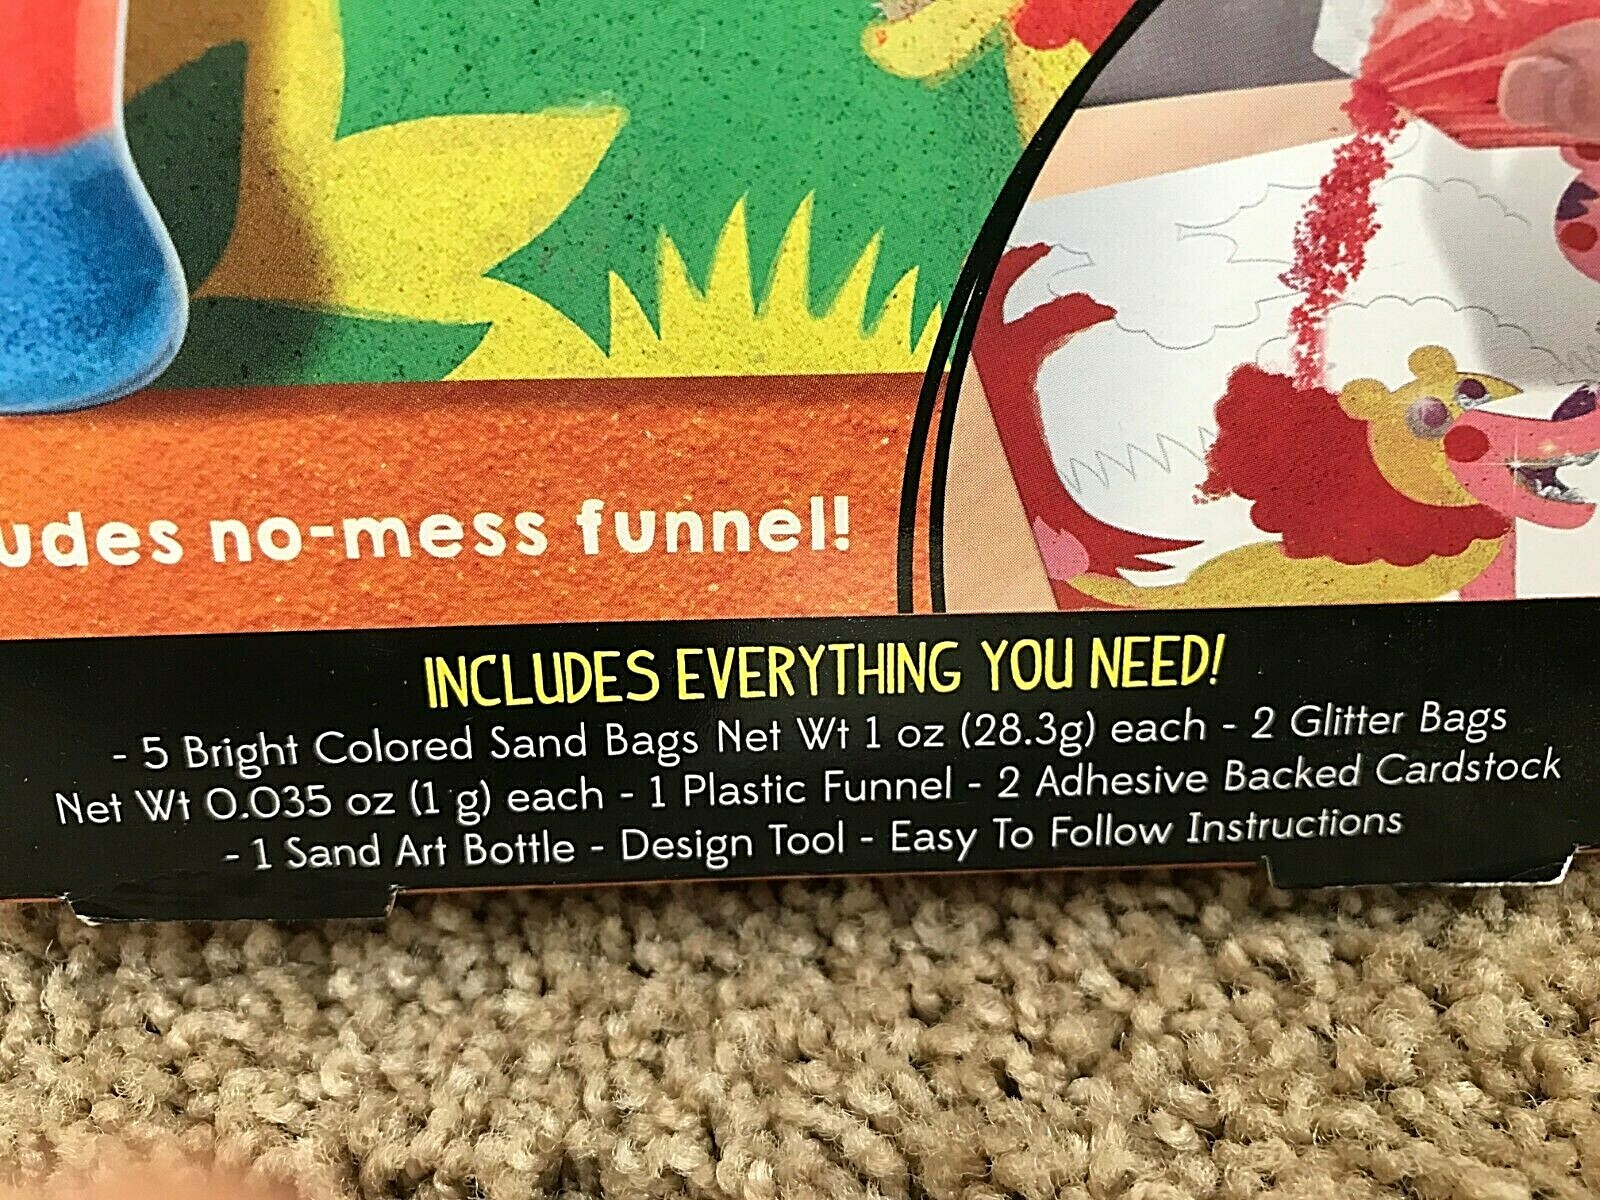 no-mess funnel!
INCLUDES EVERYTHING YOU NEED!
- 5 Bright Colored Sand Bags Net Wt 1 oz (28.3g) each - 2 Glitter Bags
Net Wt 0.035 oz (1 g) each - 1 Plastic Funnel - 2 Adhesive Backed Cardstock
- 1 Sand Art Bottle - Design Tool - Easy To Follow Instructions